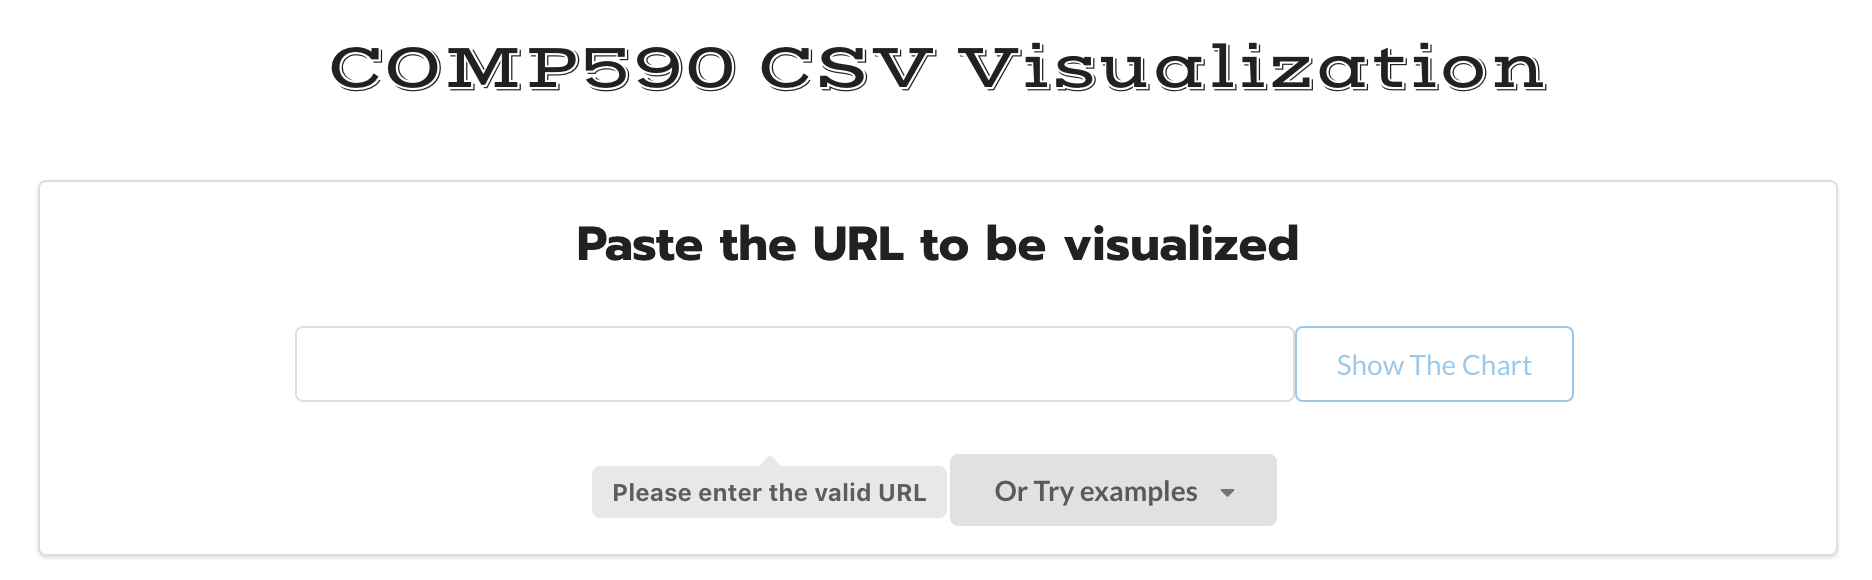 COMP590 CSV Visualization
Paste the URL to be visualized
Show The Chart
Please enter the valid URL
Or Try examples